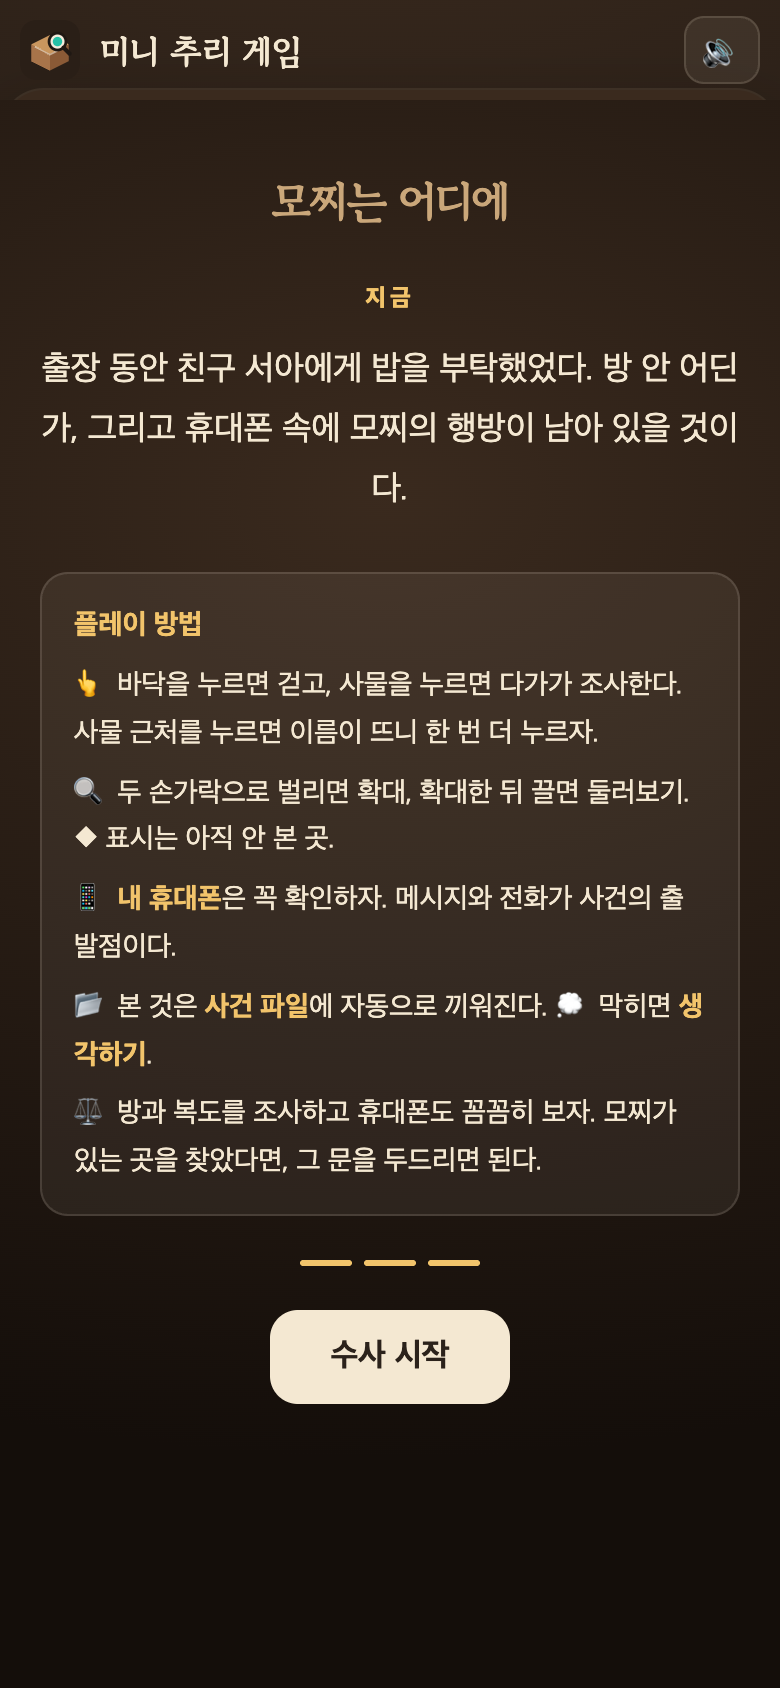 미니 추리 게임
모찌는 어디에
지금
출장 동안 친구 서아에게 밥을 부탁했었다. 방 안 어딘
가, 그리고 휴대폰 속에 모찌의 행방이 남아 있을 것이
다.
플레이 방법
👆 바닥을 누르면 걷고, 사물을 누르면 다가가 조사한다.
사물 근처를 누르면 이름이 뜨니 한 번 더 누르자.
🔍 두 손가락으로 벌리면 확대, 확대한 뒤 끌면 둘러보기.
◆ 표시는 아직 안 본 곳.
📱 내 휴대폰은 꼭 확인하자. 메시지와 전화가 사건의 출
발점이다.
📂 본 것은 사건 파일에 자동으로 끼워진다. 💭 막히면 생
각하기.
⚖️ 방과 복도를 조사하고 휴대폰도 꼼꼼히 보자. 모찌가
있는 곳을 찾았다면, 그 문을 두드리면 된다.
수사 시작